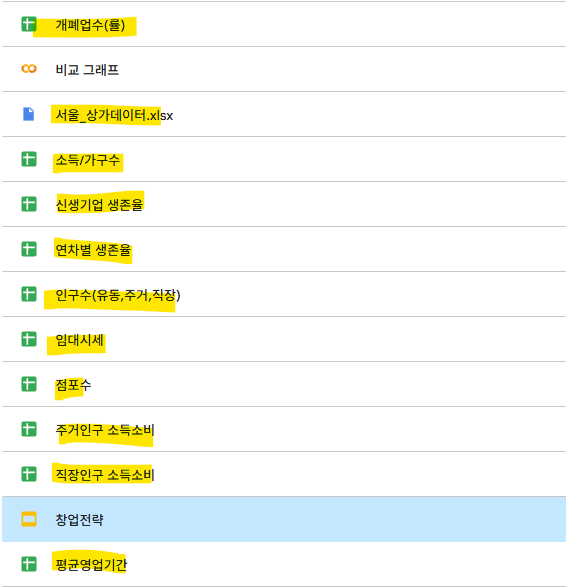 개폐업수(률)
비교 그래프
서울_상가데이터.xlsx
소득/가구수
신생기업 생존율
연차별 생존율
인구수(유동,주거,직장)
임대시세
점포수
주거인구 소득소비
직장인구 소득소비
창업전략
평균영업기간